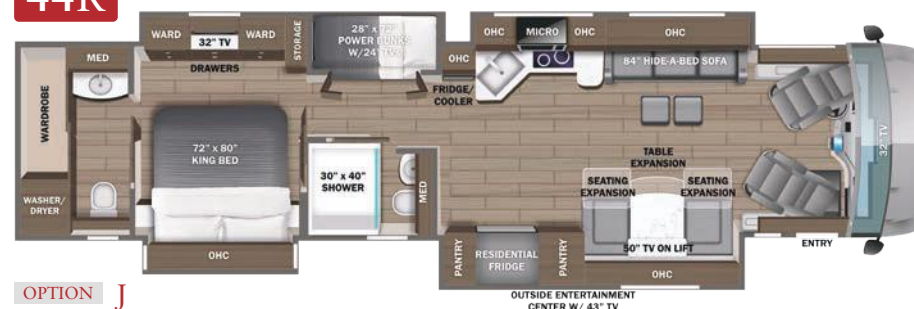 44R
WARD
32" TV
WARD
DRAWERS
MED
WARDROBE
WASHER/
DRYER
72" x 80"
KING BED
OHC
STORAGE
28" x 73"
POWER BUNKS
W/24" TV'S
30" x 40"
SHOWER
MED
OHC
FRIDGE/
COOLER
OHC
MICRO
OHC
OHC
84" HIDE-A-BED SOFA
TABLE
EXPANSION
SEATING
EXPANSION
SEATING
EXPANSION
50" TV ON LIFT
OHC
PANTRY
RESIDENTIAL
FRIDGE
PANTRY
32" TV
ENTRY
OUTSIDE ENTERTAINMENT
CENTER W/ 43" TV
OPTION J